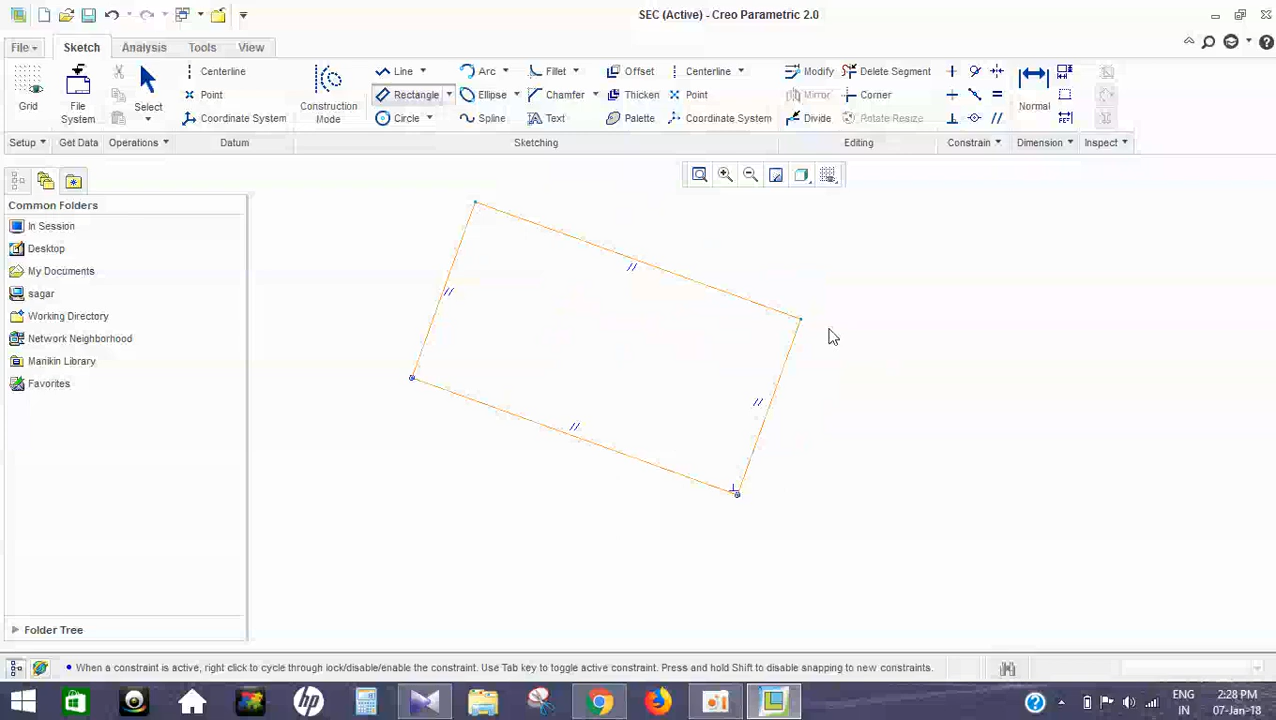 SEC (Active) - Creo Parametric 2.0
File Sketch Analysis Tools View
Centerline Line Arc Fillet Offset Centerline Modify Delete Segment
Point Rectangle Ellipse Chamfer Thicken Point Mirror Corner
Coordinate System Circle Spline Text Palette Coordinate System Divide Rotate Resize
Grid File System Select Construction Mode Normal
Setup Get Data Operations Datum Sketching Editing Constrain Dimension Inspect
Common Folders
In Session
Desktop
My Documents
sagar
Working Directory
Network Neighborhood
Manikin Library
Favorites
Folder Tree
When a constraint is active, right click to cycle through lock/disable/enable the constraint. Use Tab key to toggle active constraint. Press and hold Shift to disable snapping to new constraints.
hp
ENG 2:28 PM
IN 07-Jan-18